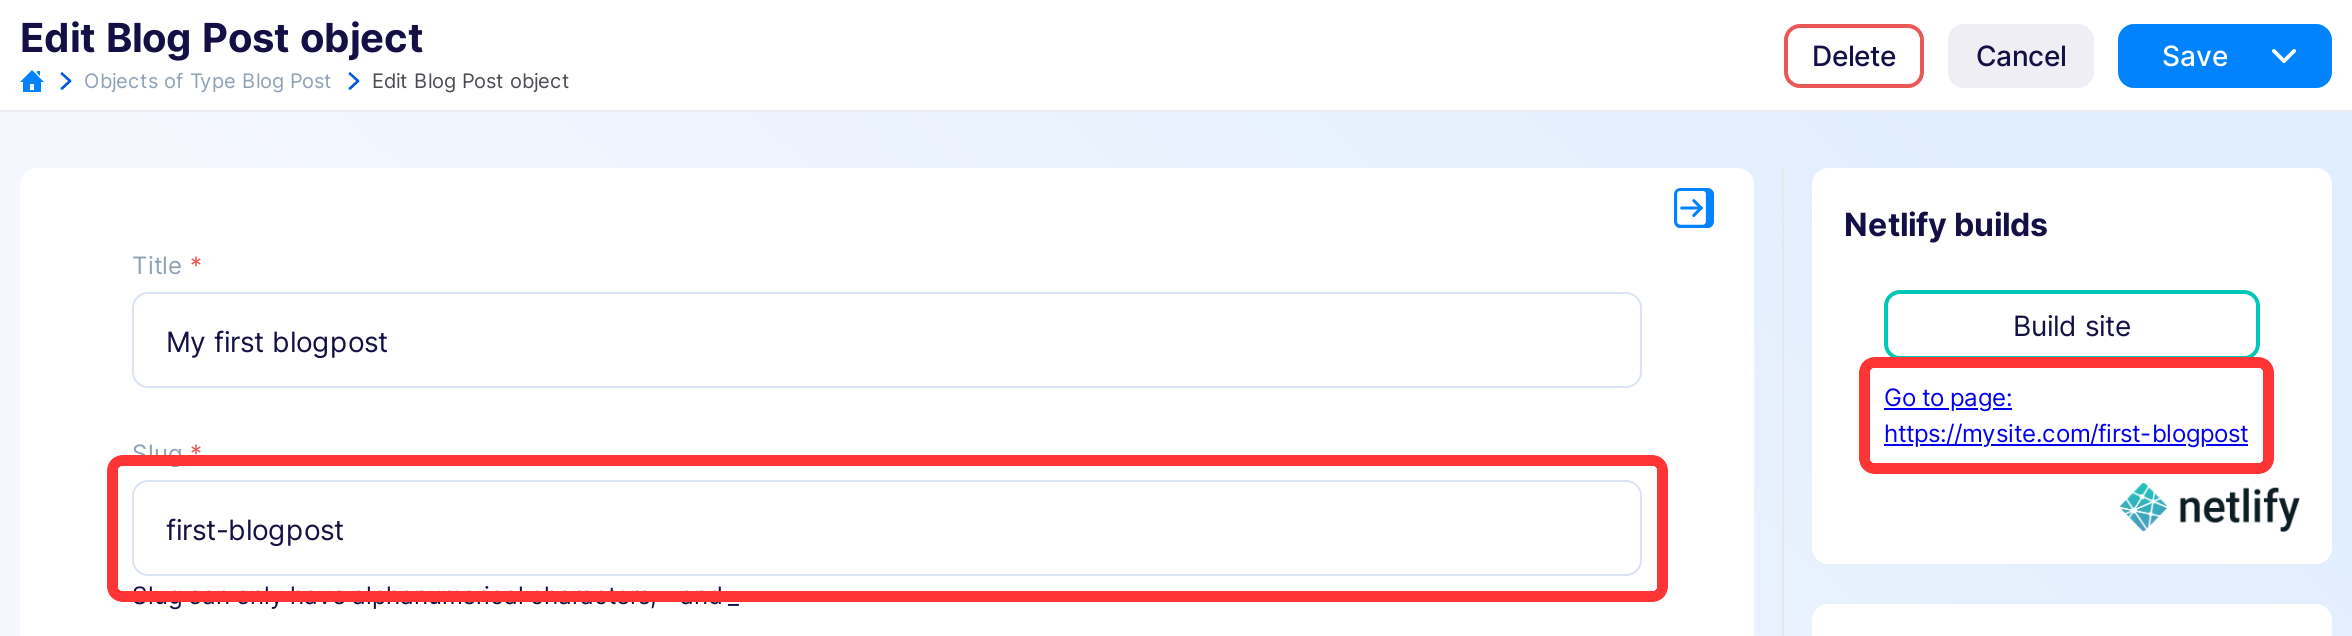 Edit Blog Post object
Objects of Type Blog Post
Edit Blog Post object
Delete
Cancel
Save
Title *
My first blogpost
Slug *
first-blogpost
Slug can only have alphanumerical characters, - and _
Netlify builds
Build site
Go to page:
https://mysite.com/first-blogpost
netlify